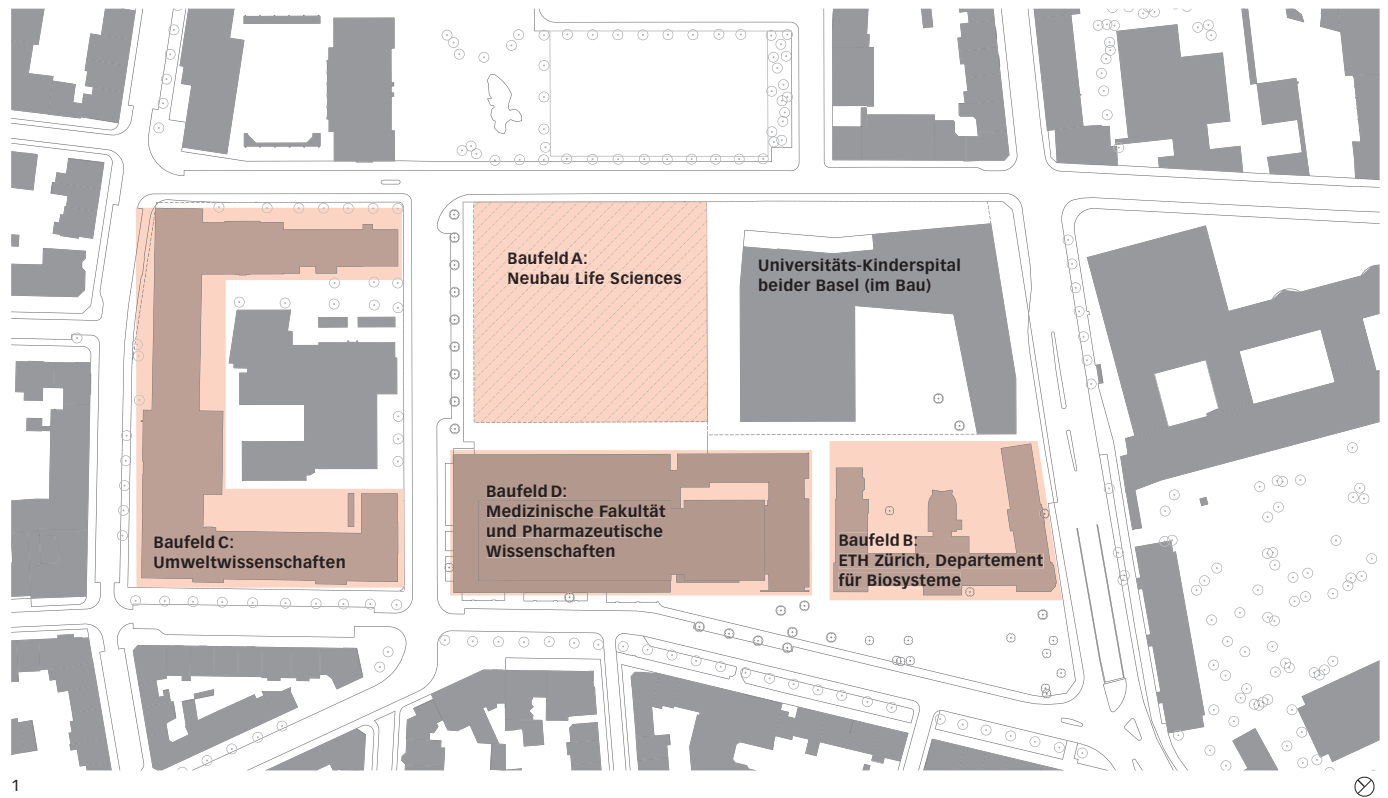 Baufeld A:
Neubau Life Sciences
Universitäts-Kinderspital
beider Basel (im Bau)
Baufeld D:
Medizinische Fakultät
und Pharmazeutische
Wissenschaften
Baufeld C:
Umweltwissenschaften
Baufeld B:
ETH Zürich, Departement
für Biosysteme
1